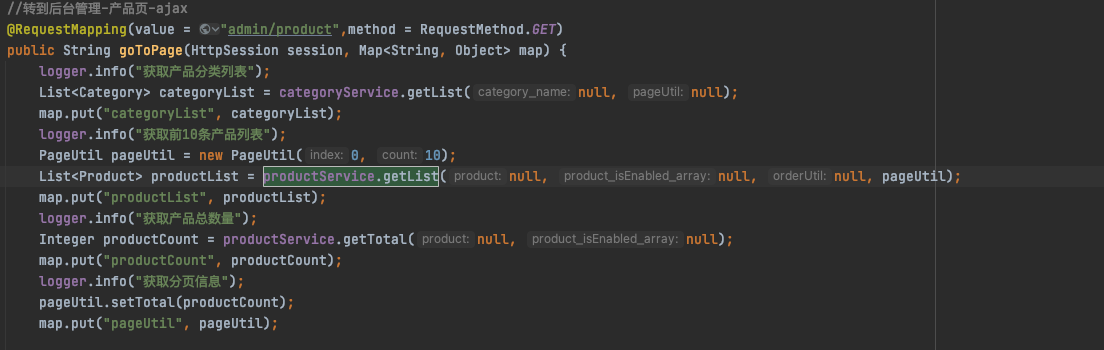 //转到后台管理-产品页-ajax
@RequestMapping(value = "admin/product",method = RequestMethod.GET)
public String goToPage(HttpSession session, Map<String, Object> map) {
logger.info("获取产品分类列表");
List<Category> categoryList = categoryService.getList( category_name: null, pageUtil: null);
map.put("categoryList", categoryList);
logger.info("获取前10条产品列表");
PageUtil pageUtil = new PageUtil( index: 0, count: 10);
List<Product> productList = productService.getList( product: null, product_isEnabled_array: null, orderUtil: null, pageUtil);
map.put("productList", productList);
logger.info("获取产品总数量");
Integer productCount = productService.getTotal( product: null, product_isEnabled_array: null);
map.put("productCount", productCount);
logger.info("获取分页信息");
pageUtil.setTotal(productCount);
map.put("pageUtil", pageUtil);